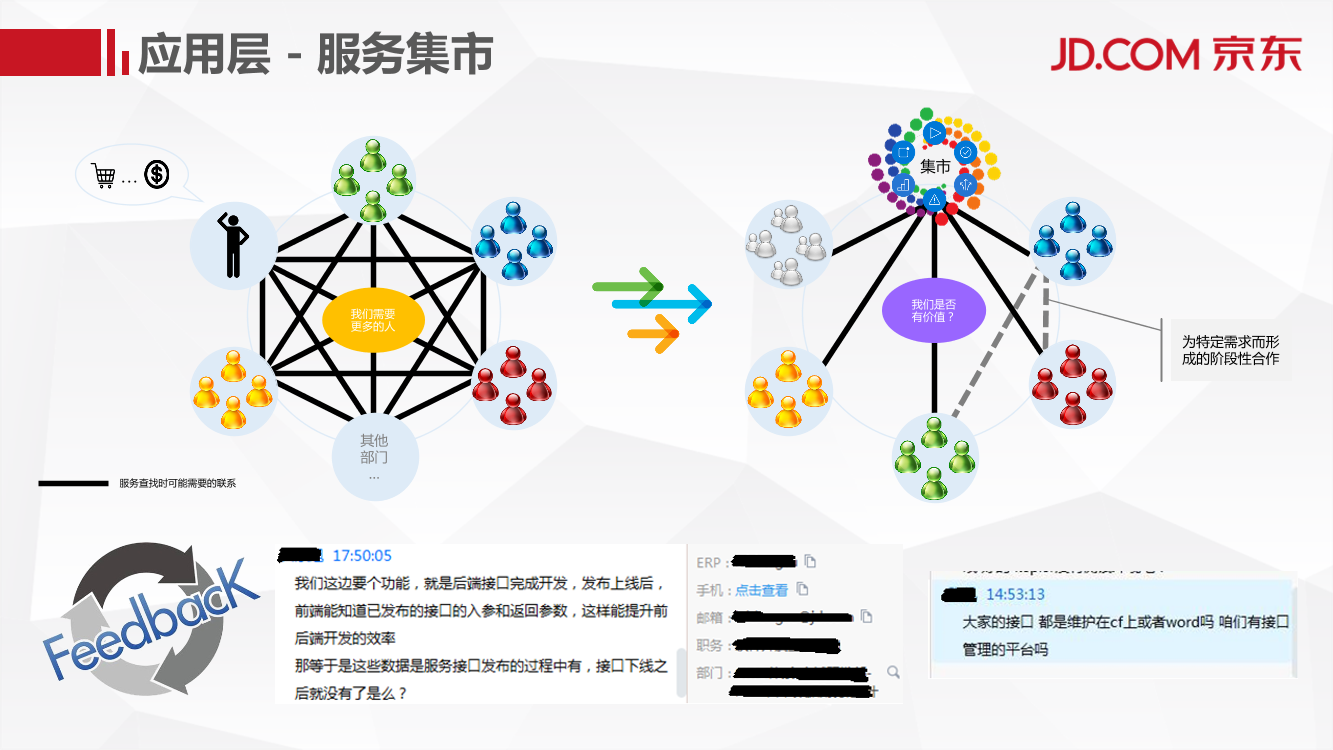 应用层 - 服务集市
JD.COM 京东
...
集市
我们需要
更多的人
我们是否
有价值？
为特定需求而形
成的阶段性合作
其他
部门
...
服务查找时可能需要的联系
Feedback
17:50:05
我们这边要个功能，就是后端接口完成开发，发布上线后，
前端能知道已发布的接口的入参和返回参数，这样能提升前
后端开发的效率
那等于是这些数据是服务接口发布的过程中有，接口下线之
后就没有了是么？
ERP：
手机：点击查看
邮箱：
职务：
部门：
14:53:13
大家的接口 都是维护在cf上或者word吗 咱们有接口
管理的平台吗